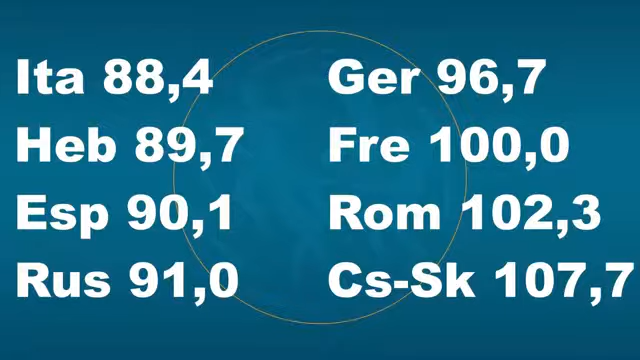 Ita 88,4
Heb 89,7
Esp 90,1
Rus 91,0
Ger 96,7
Fre 100,0
Rom 102,3
Cs-Sk 107,7